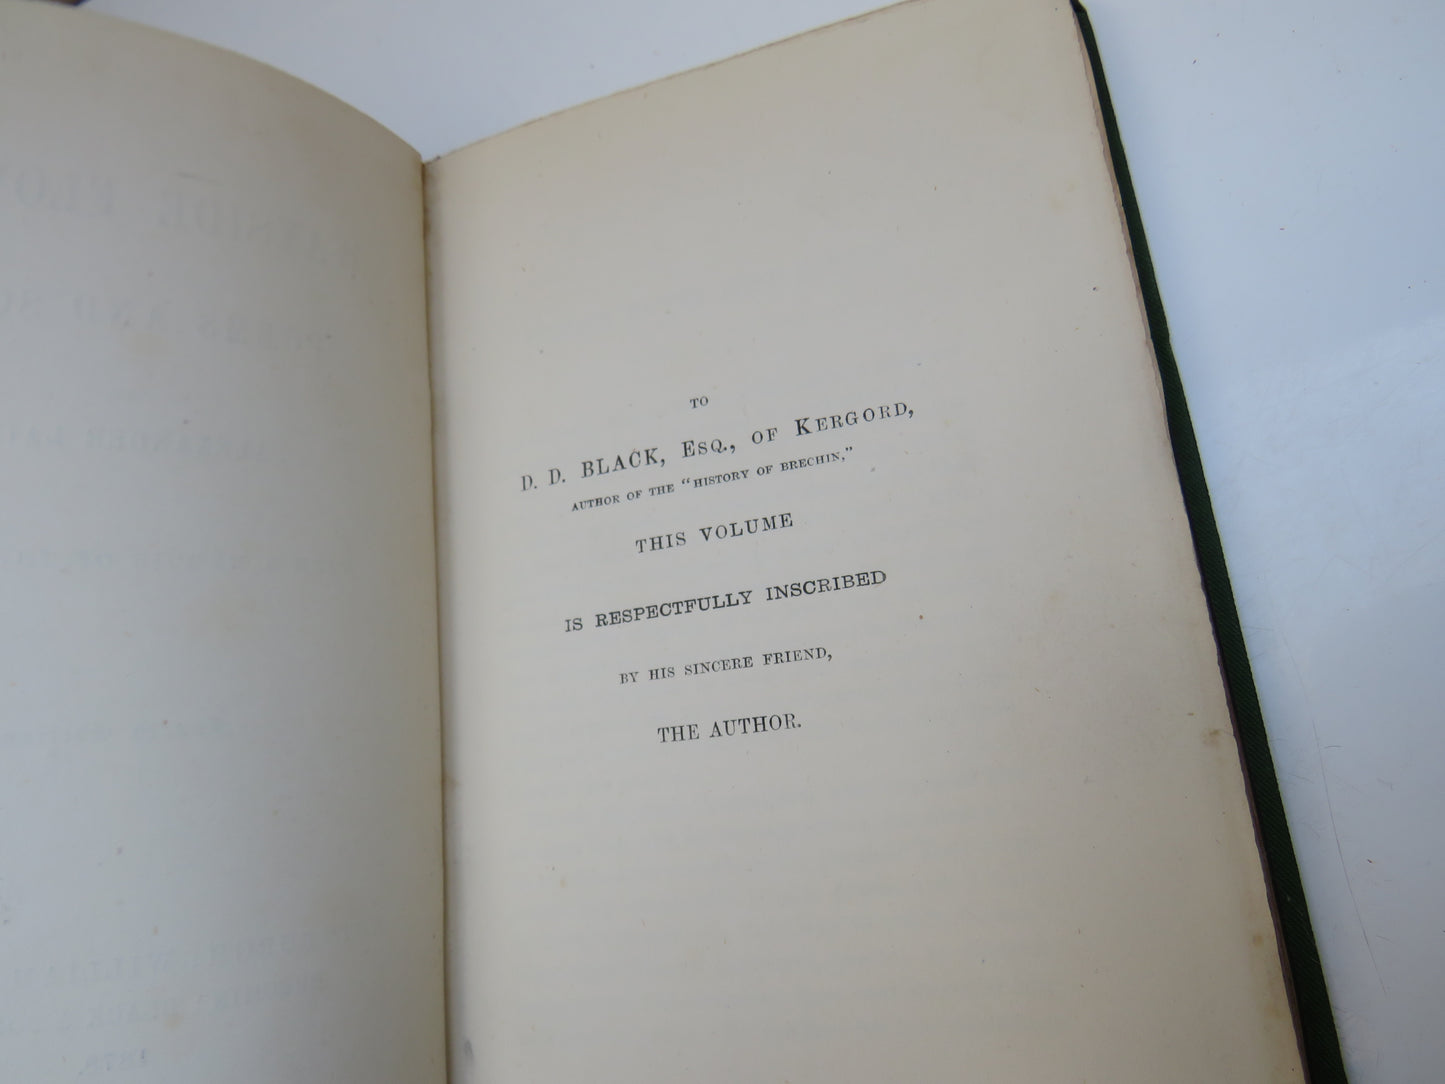 TO
D. D. BLACK, ESQ., OF KERGORD,
AUTHOR OF THE "HISTORY OF BRECHIN,"
THIS VOLUME
IS RESPECTFULLY INSCRIBED
BY HIS SINCERE FRIEND,
THE AUTHOR.